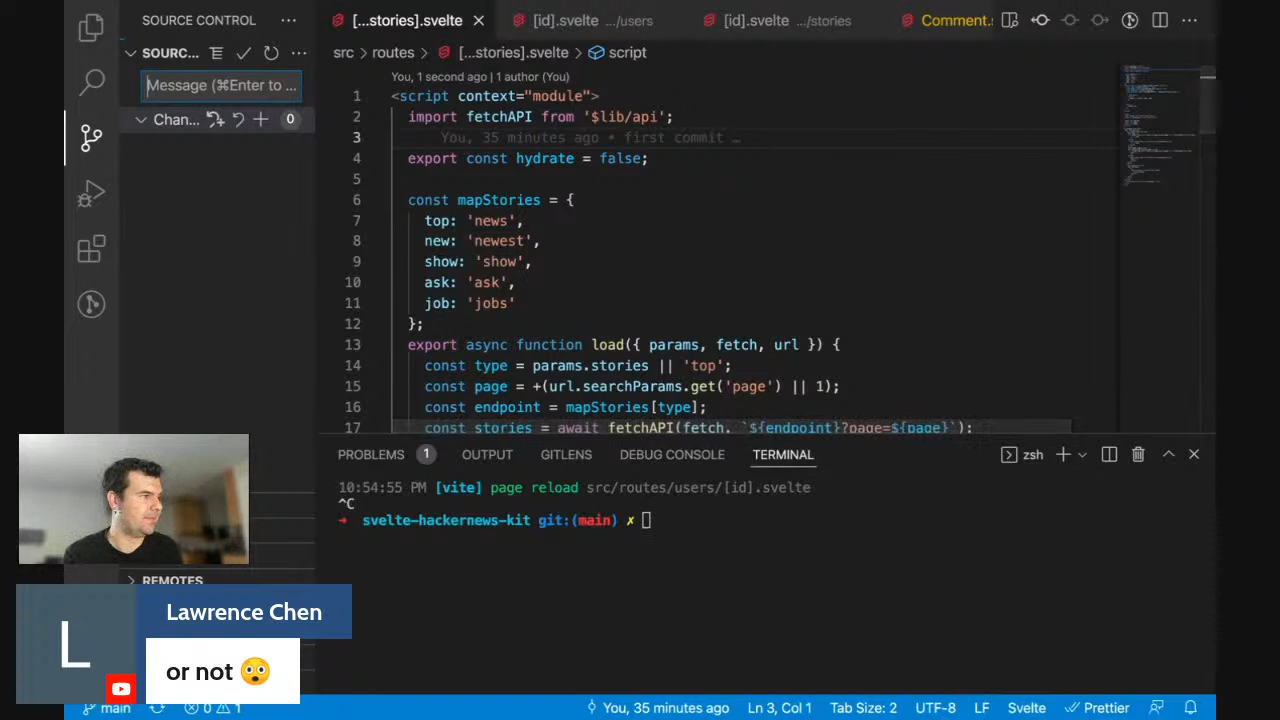 SOURCE CONTROL
[...stories].svelte
[id].svelte .../users
[id].svelte .../stories
Comment.s
SOURC...
src > routes > [...stories].svelte > script
Message (⌘Enter to ...
Chan...
0
You, 1 second ago | 1 author (You)
1 <script context="module">
2 import fetchAPI from '$lib/api';
3 You, 35 minutes ago • first commit …
4 export const hydrate = false;
5
6 const mapStories = {
7 top: 'news',
8 new: 'newest',
9 show: 'show',
10 ask: 'ask',
11 job: 'jobs'
12 };
13 export async function load({ params, fetch, url }) {
14 const type = params.stories || 'top';
15 const page = +(url.searchParams.get('page') || 1);
16 const endpoint = mapStories[type];
17 const stories = await fetchAPI(fetch, `${endpoint}?page=${page}`);
PROBLEMS 1 OUTPUT GITLENS DEBUG CONSOLE TERMINAL
zsh
10:54:55 PM [vite] page reload src/routes/users/[id].svelte
^C
➜ svelte-hackernews-kit git:(main) ✗
REMOTES
Lawrence Chen
L
or not 😲
main 0 1 You, 35 minutes ago Ln 3, Col 1 Tab Size: 2 UTF-8 LF Svelte Prettier